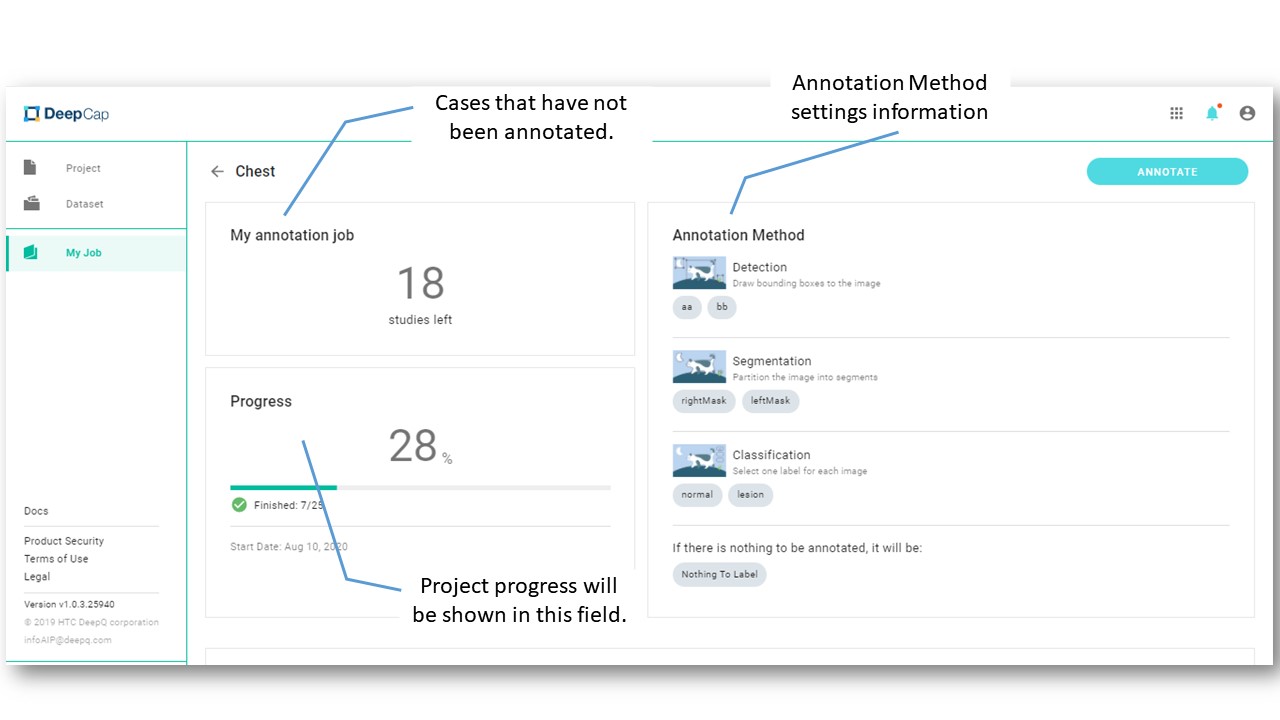 Annotation Method
settings information
Cases that have not
been annotated.
DeepCap
Project
Dataset
My Job
Docs
Product Security
Terms of Use
Legal
Version v1.0.3.25940
© 2019 HTC DeepQ corporation
infoAIP@deepq.com
Chest
ANNOTATE
My annotation job
18
studies left
Progress
28 %
Finished: 7/25
Start Date: Aug 10, 2020
Project progress will
be shown in this field.
Annotation Method
Detection
Draw bounding boxes to the image
aa bb
Segmentation
Partition the image into segments
rightMask leftMask
Classification
Select one label for each image
normal lesion
If there is nothing to be annotated, it will be:
Nothing To Label